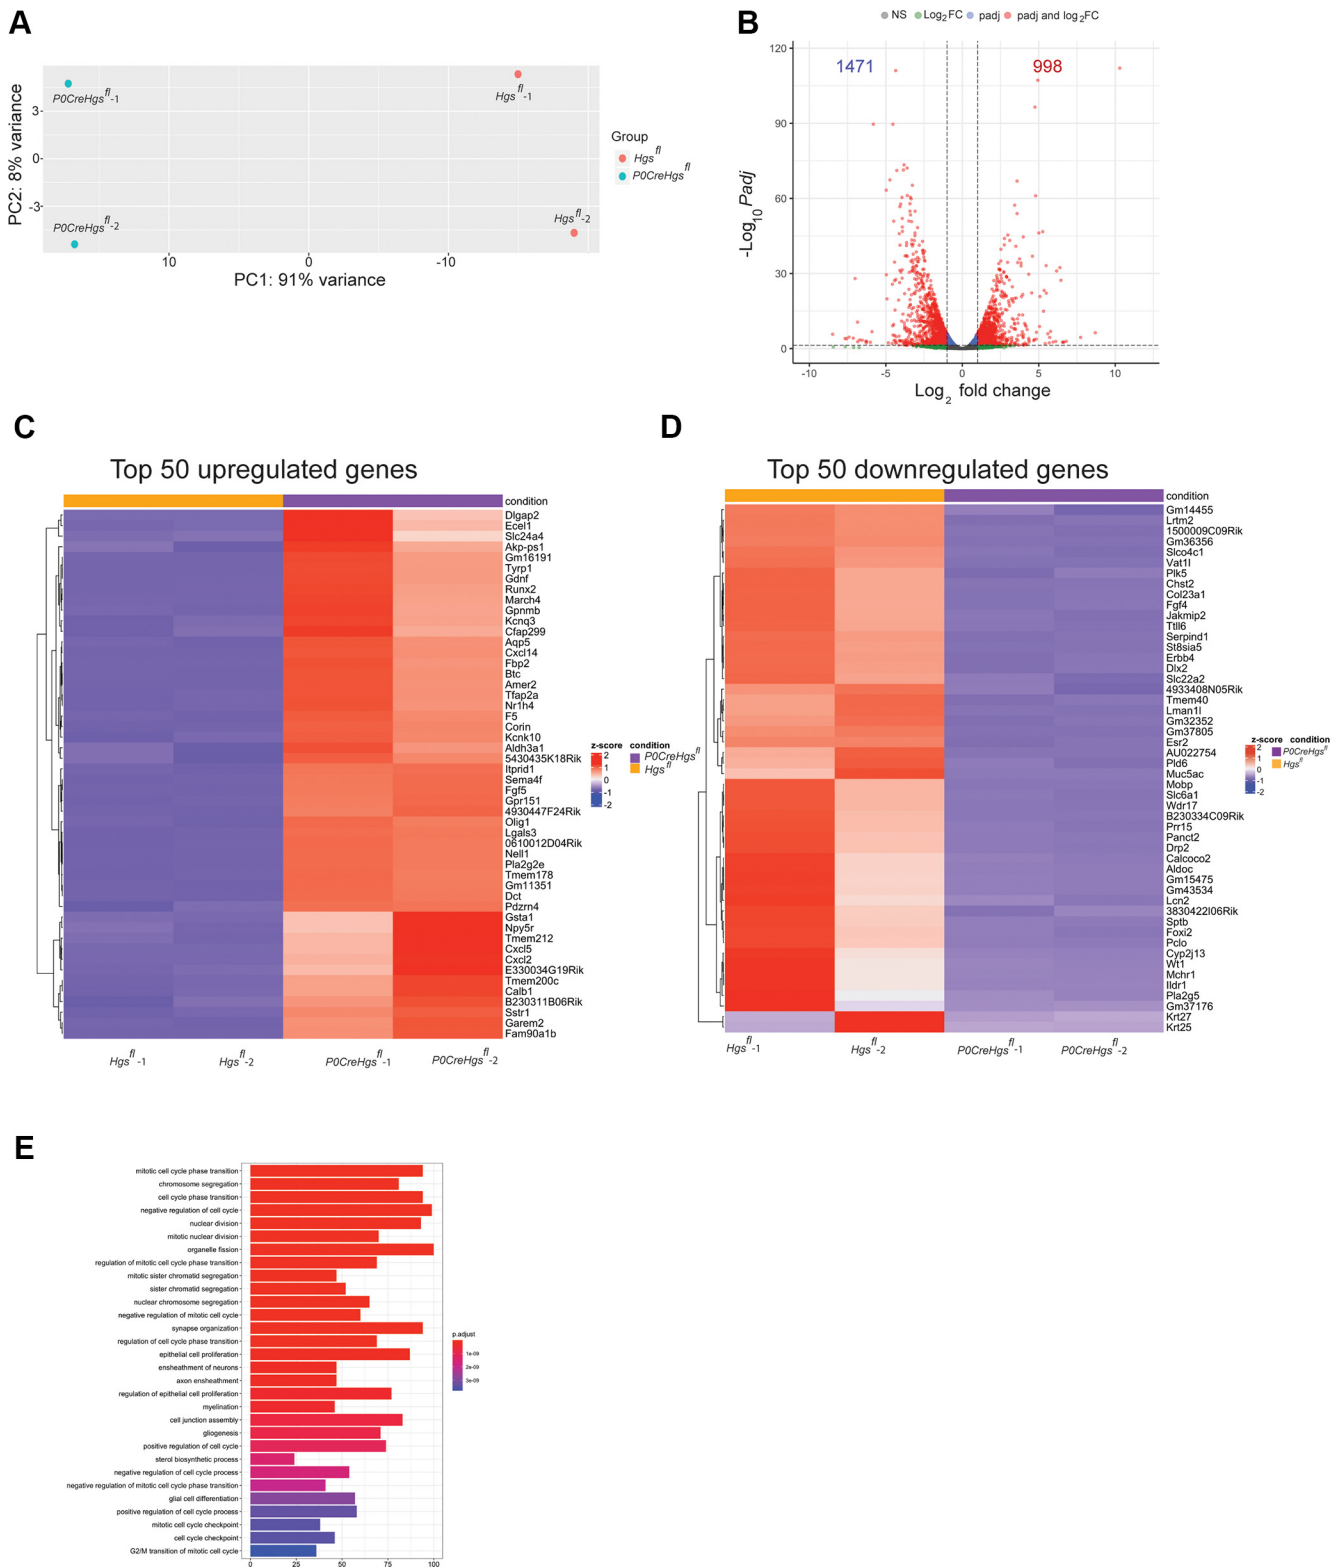 A
PC2: 8% variance
3
0
-3
P0CreHgs fl -1
Hgs fl -1
P0CreHgs fl -2
Hgs fl -2
10
0
-10
PC1: 91% variance
Group
Hgs fl
P0CreHgs fl
B
NS
Log2FC
padj
padj and log2FC
1471
998
-Log10 Padj
120
90
60
30
0
-10
-5
0
5
10
Log2 fold change
C
Top 50 upregulated genes
condition
Dlgap2
Ecel1
Slc24a4
Akp-ps1
Gm16191
Tyrp1
Gdnf
Runx2
March4
Gpnmb
Kcnq3
Cfap299
Aqp5
Cxcl14
Fbp2
Btc
Amer2
Tfap2a
Nr1h4
F5
Corin
Kcnk10
Aldh3a1
5430435K18Rik
Itprid1
Sema4f
Fgf5
Gpr151
4930447F24Rik
Olig1
Lgals3
0610012D04Rik
Nell1
Pla2g2e
Tmem178
Gm11351
Dct
Pdzrn4
Gsta1
Npy5r
Tmem212
Cxcl5
Cxcl2
E330034G19Rik
Tmem200c
Calb1
B230311B06Rik
Sstr1
Garem2
Fam90a1b
z-score
2
1
0
-1
-2
condition
P0CreHgs fl
Hgs fl
Hgs fl -1
Hgs fl -2
P0CreHgs fl -1
P0CreHgs fl -2
D
Top 50 downregulated genes
condition
Gm14455
Lrtm2
1500009C09Rik
Gm36356
Slco4c1
Vat1l
Plk5
Chst2
Col23a1
Fgf4
Jakmip2
Ttll6
Serpind1
St8sia5
Erbb4
Dlx2
Slc22a2
4933408N05Rik
Tmem40
Lman1l
Gm32352
Gm37805
Esr2
AU022754
Pld6
Muc5ac
Mobp
Slc6a1
Wdr17
B230334C09Rik
Prr15
Panct2
Drp2
Calcoco2
Aldoc
Gm15475
Gm43534
Lcn2
3830422I06Rik
Sptb
Foxi2
Pclo
Cyp2j13
Wt1
Mchr1
Ildr1
Pla2g5
Gm37176
Krt27
Krt25
z-score
2
1
0
-1
-2
condition
P0CreHgs fl
Hgs fl
Hgs fl -1
Hgs fl -2
P0CreHgs fl -1
P0CreHgs fl -2
E
mitotic cell cycle phase transition
chromosome segregation
cell cycle phase transition
negative regulation of cell cycle
nuclear division
mitotic nuclear division
organelle fission
regulation of mitotic cell cycle phase transition
mitotic sister chromatid segregation
sister chromatid segregation
nuclear chromosome segregation
negative regulation of mitotic cell cycle
synapse organization
regulation of cell cycle phase transition
epithelial cell proliferation
ensheathment of neurons
axon ensheathment
regulation of epithelial cell proliferation
myelination
cell junction assembly
gliogenesis
positive regulation of cell cycle
sterol biosynthetic process
negative regulation of cell cycle process
negative regulation of mitotic cell cycle phase transition
glial cell differentiation
positive regulation of cell cycle process
mitotic cell cycle checkpoint
cell cycle checkpoint
G2/M transition of mitotic cell cycle
0
25
50
75
100
p.adjust
1e-09
2e-09
3e-09